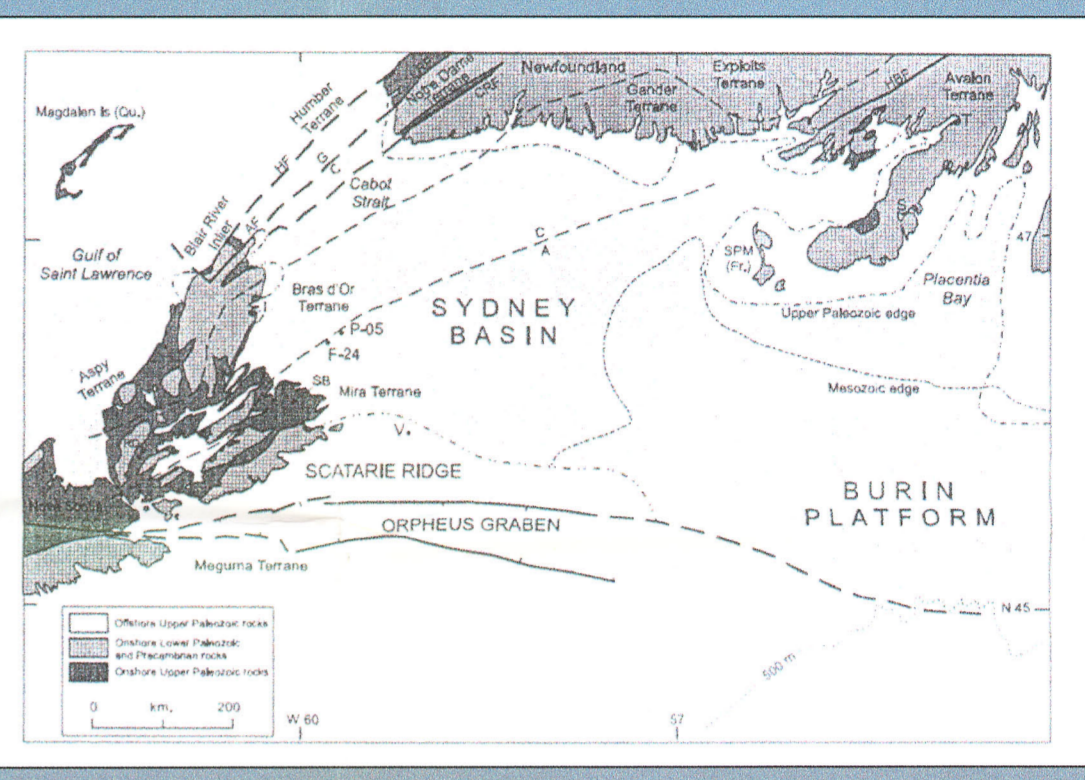 Newfoundland
Notre Dame
Terrane
CRF
Gander
Terrane
Exploits
Terrane
HBF
Avalon
Terrane
T
Magdalen Is (Qu.)
Humber
Terrane
HF
G
C
AF
Cabot
Strait
Blair River
Inlier
Gulf of
Saint Lawrence
C
A
S
SPM
(Fr.)
47
Placentia
Bay
Bras d'Or
Terrane
I
SYDNEY
BASIN
Upper Paleozoic edge
P-05
F-24
Aspy
Terrane
SB
Mira Terrane
Mesozoic edge
V.
SCATARIE RIDGE
BURIN
PLATFORM
Nova Scotia
ORPHEUS GRABEN
Meguma Terrane
N 45
Offshore Upper Paleozoic rocks
Onshore Lower Paleozoic
and Precambrian rocks
Onshore Upper Paleozoic rocks
0 km. 200
500 m
W 60
57